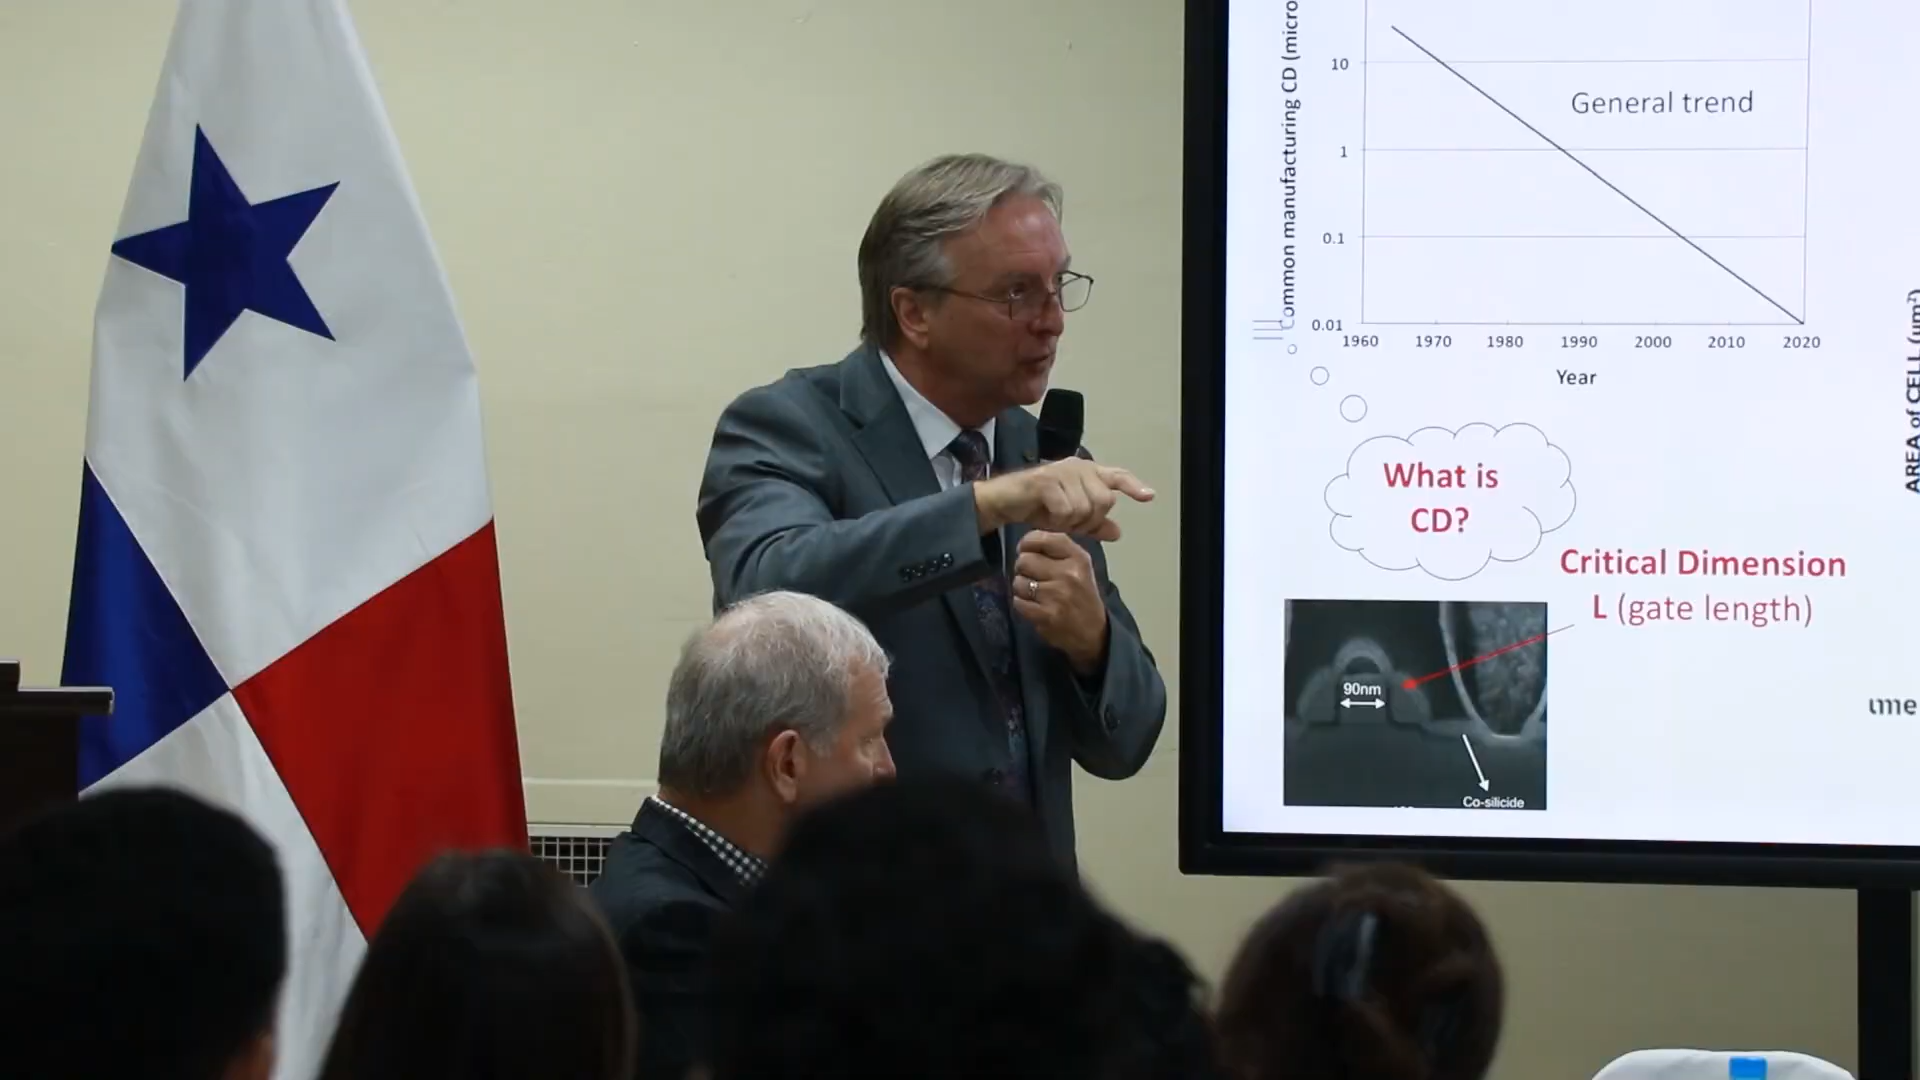 Common manufacturing CD (micro
10
1
0.1
0.01
General trend
1960 1970 1980 1990 2000 2010 2020
Year
What is
CD?
Critical Dimension
L (gate length)
90nm
Co-silicide
AREA of CELL (µm²)